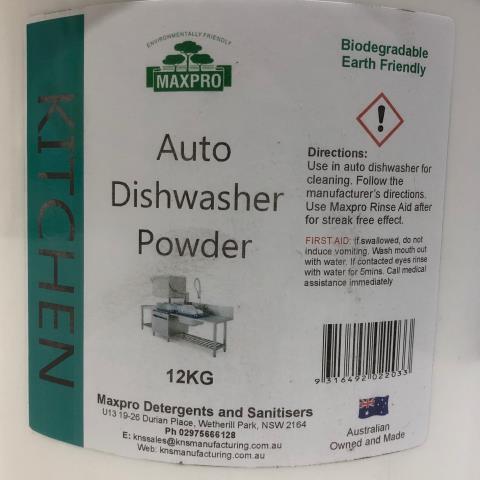 KITCHEN
ENVIRONMENTALLY FRIENDLY
MAXPRO
Biodegradable
Earth Friendly
Auto
Dishwasher
Powder
12KG
Directions:
Use in auto dishwasher for
cleaning. Follow the
manufacturer's directions.
Use Maxpro Rinse Aid after
for streak free effect.
FIRST AID: if swallowed, do not
induce vomiting. Wash mouth out
with water. If contacted eyes rinse
with water for 5mins. Call medical
assistance immediately
9 316492 022033
Maxpro Detergents and Sanitisers
U13 19-26 Durian Place, Wetherill Park, NSW 2164
Ph 02975666128
E: knssales@knsmanufacturing.com.au
Web: knsmanufacturing.com.au
Australian
Owned and Made